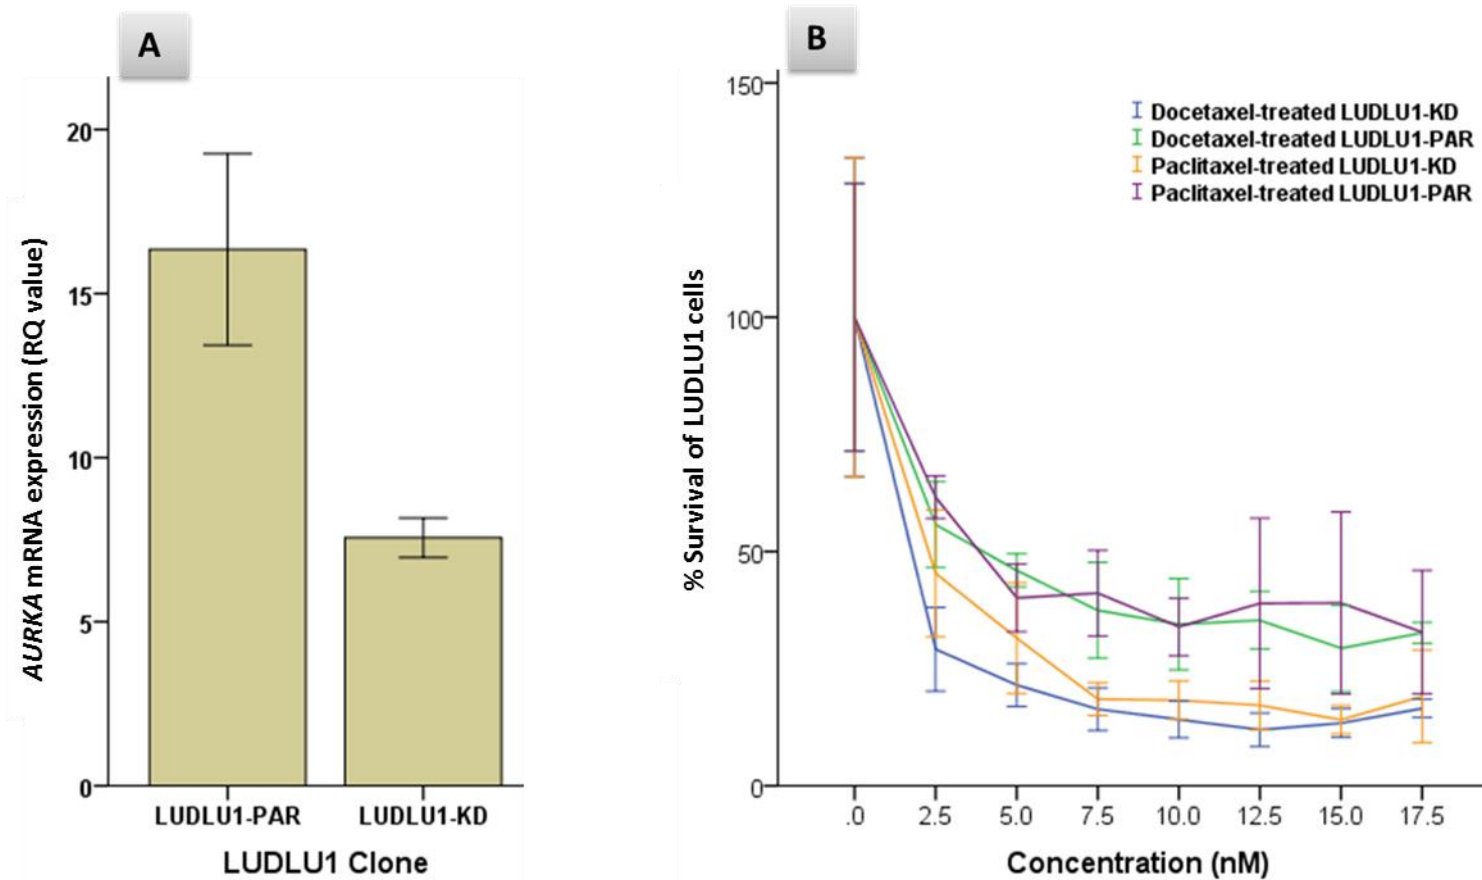 A
AURKA mRNA expression (RQ value)
20
15
10
5
0
LUDLU1-PAR LUDLU1-KD
LUDLU1 Clone
B
% Survival of LUDLU1 cells
150
100
50
0
Docetaxel-treated LUDLU1-KD
Docetaxel-treated LUDLU1-PAR
Paclitaxel-treated LUDLU1-KD
Paclitaxel-treated LUDLU1-PAR
.0 2.5 5.0 7.5 10.0 12.5 15.0 17.5
Concentration (nM)